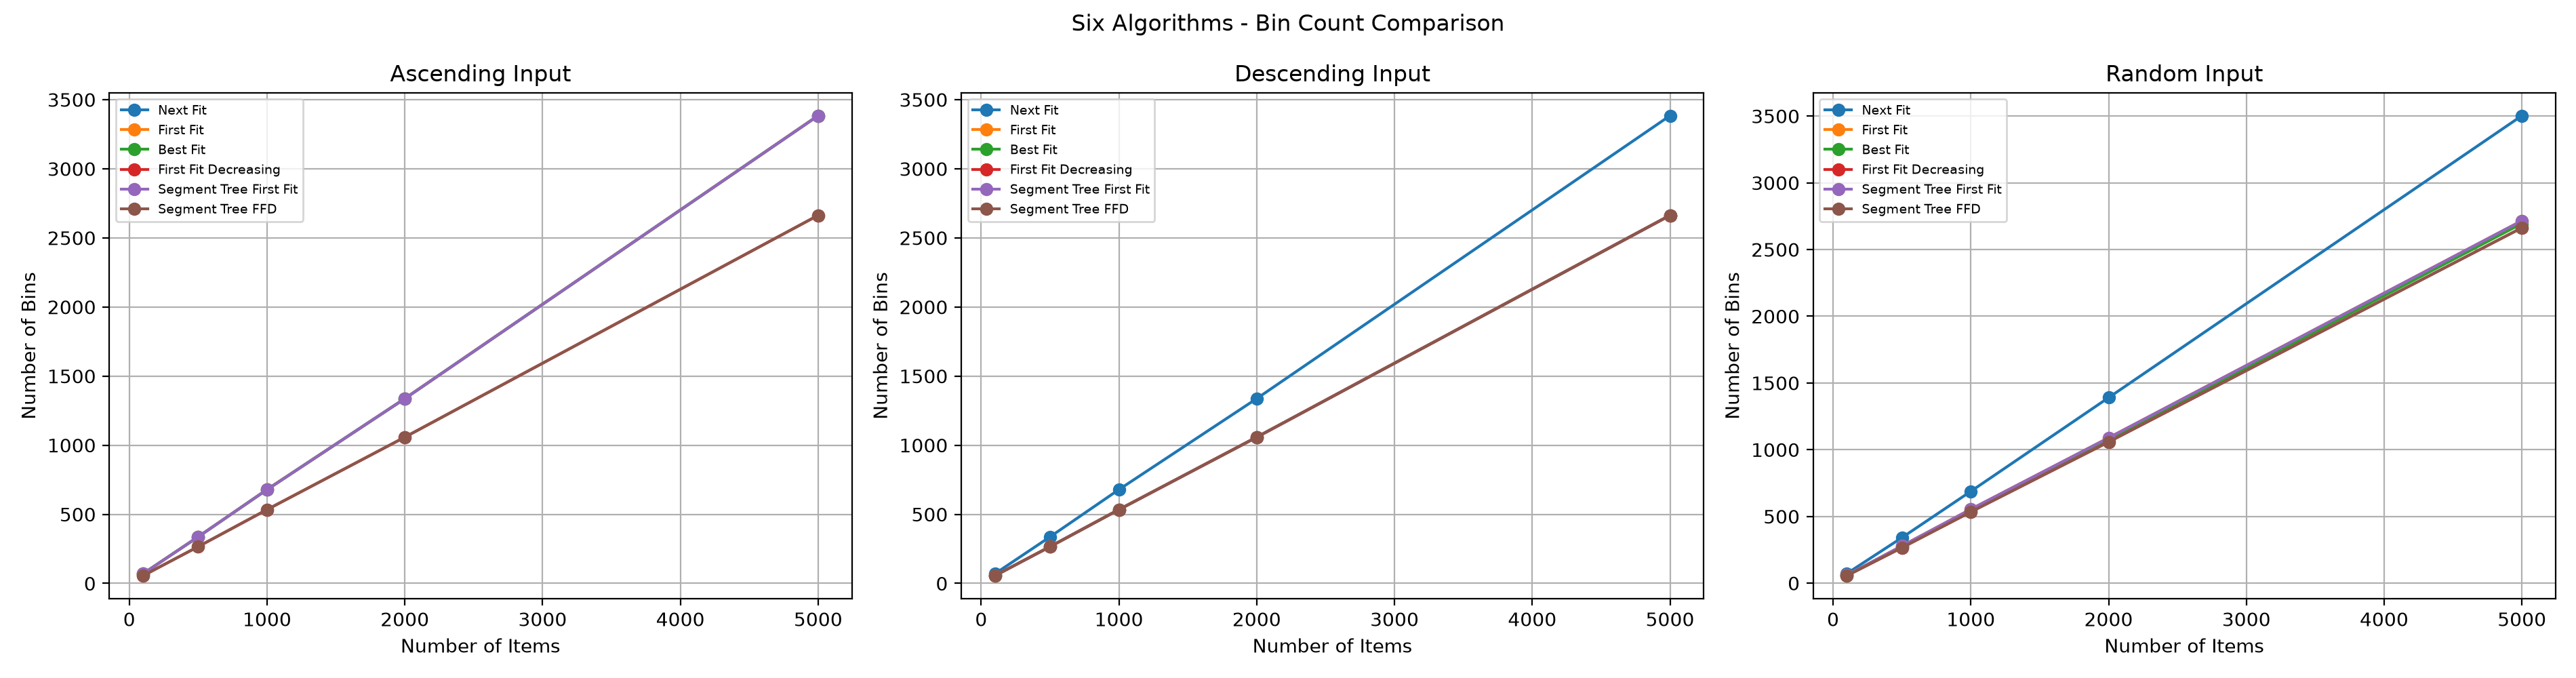 Six Algorithms - Bin Count Comparison
Ascending Input
Number of Bins
3500
3000
2500
2000
1500
1000
500
0
Next Fit
First Fit
Best Fit
First Fit Decreasing
Segment Tree First Fit
Segment Tree FFD
0 1000 2000 3000 4000 5000
Number of Items
Descending Input
Number of Bins
3500
3000
2500
2000
1500
1000
500
0
Next Fit
First Fit
Best Fit
First Fit Decreasing
Segment Tree First Fit
Segment Tree FFD
0 1000 2000 3000 4000 5000
Number of Items
Random Input
Number of Bins
3500
3000
2500
2000
1500
1000
500
0
Next Fit
First Fit
Best Fit
First Fit Decreasing
Segment Tree First Fit
Segment Tree FFD
0 1000 2000 3000 4000 5000
Number of Items